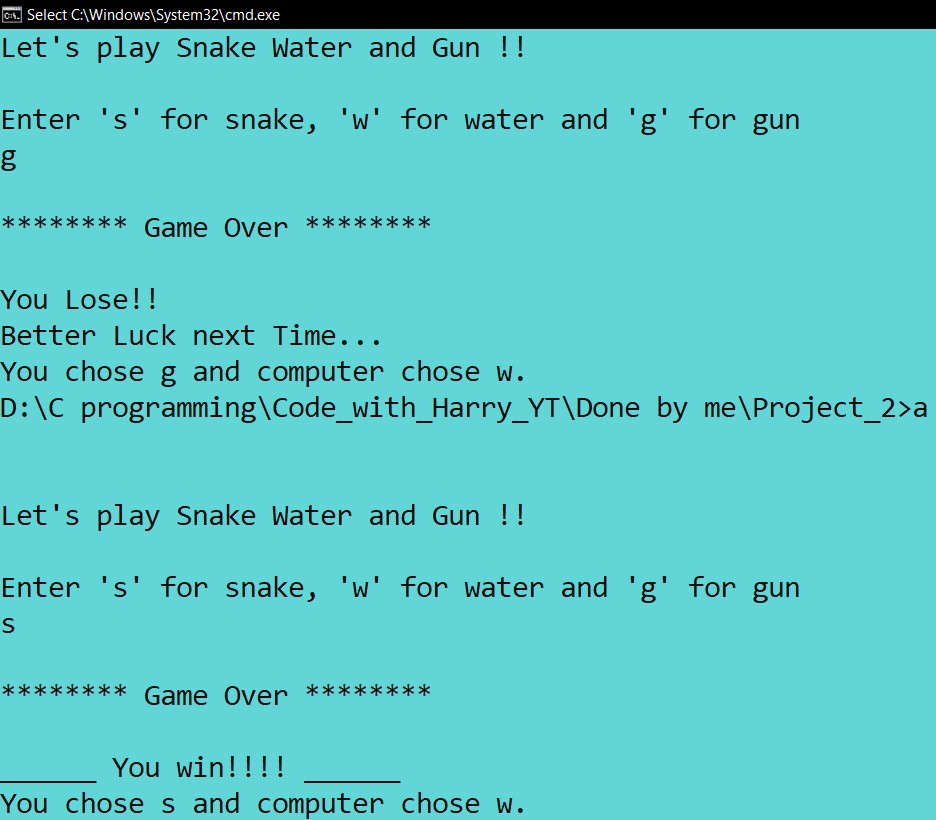 Select C:\Windows\System32\cmd.exe
Let's play Snake Water and Gun !!
Enter 's' for snake, 'w' for water and 'g' for gun
g
******** Game Over ********
You Lose!!
Better Luck next Time...
You chose g and computer chose w.
D:\C programming\Code_with_Harry_YT\Done by me\Project_2>a
Let's play Snake Water and Gun !!
Enter 's' for snake, 'w' for water and 'g' for gun
s
******** Game Over ********
______ You win!!!! ______
You chose s and computer chose w.